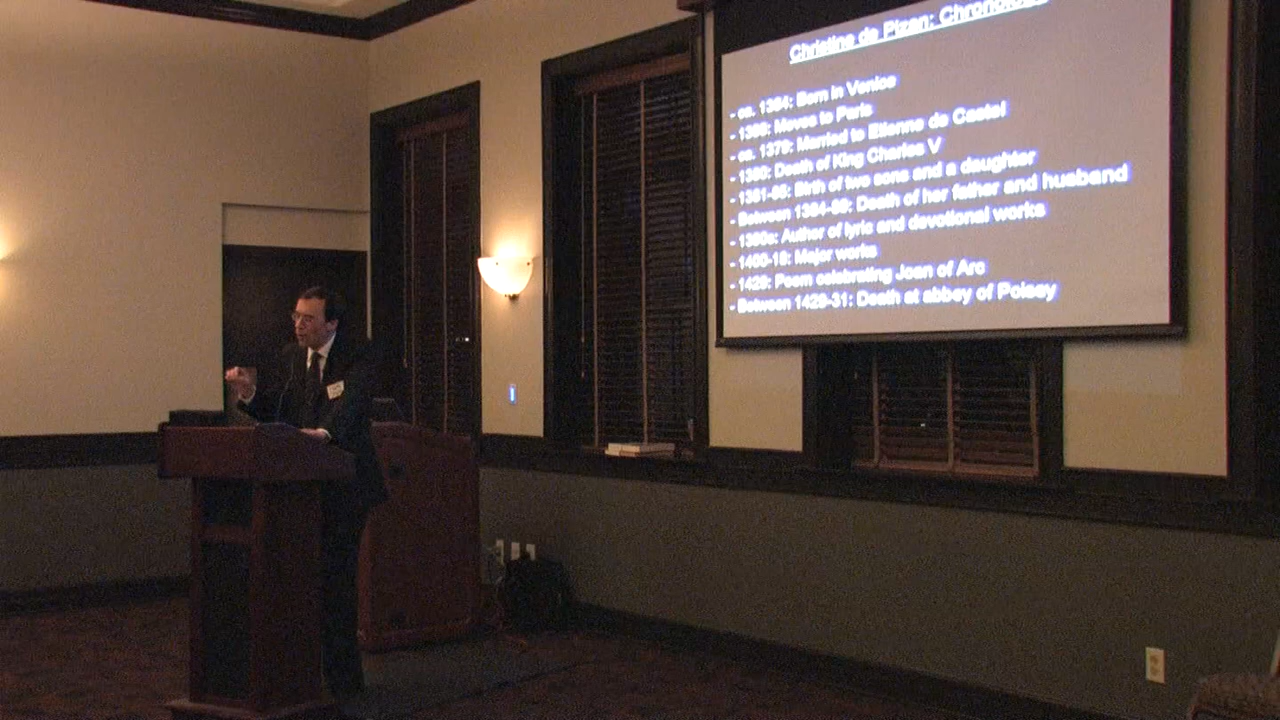 Christine de Pizan: Chronology
- ca. 1364: Born in Venice
- 1368: Moves to Paris
- ca. 1379: Married to Etienne de Castel
- 1380: Death of King Charles V
- 1381-85: Birth of two sons and a daughter
- Between 1384-89: Death of her father and husband
- 1390s: Author of lyric and devotional works
- 1400-18: Major works
- 1429: Poem celebrating Joan of Arc
- Between 1429-31: Death at abbey of Poissy